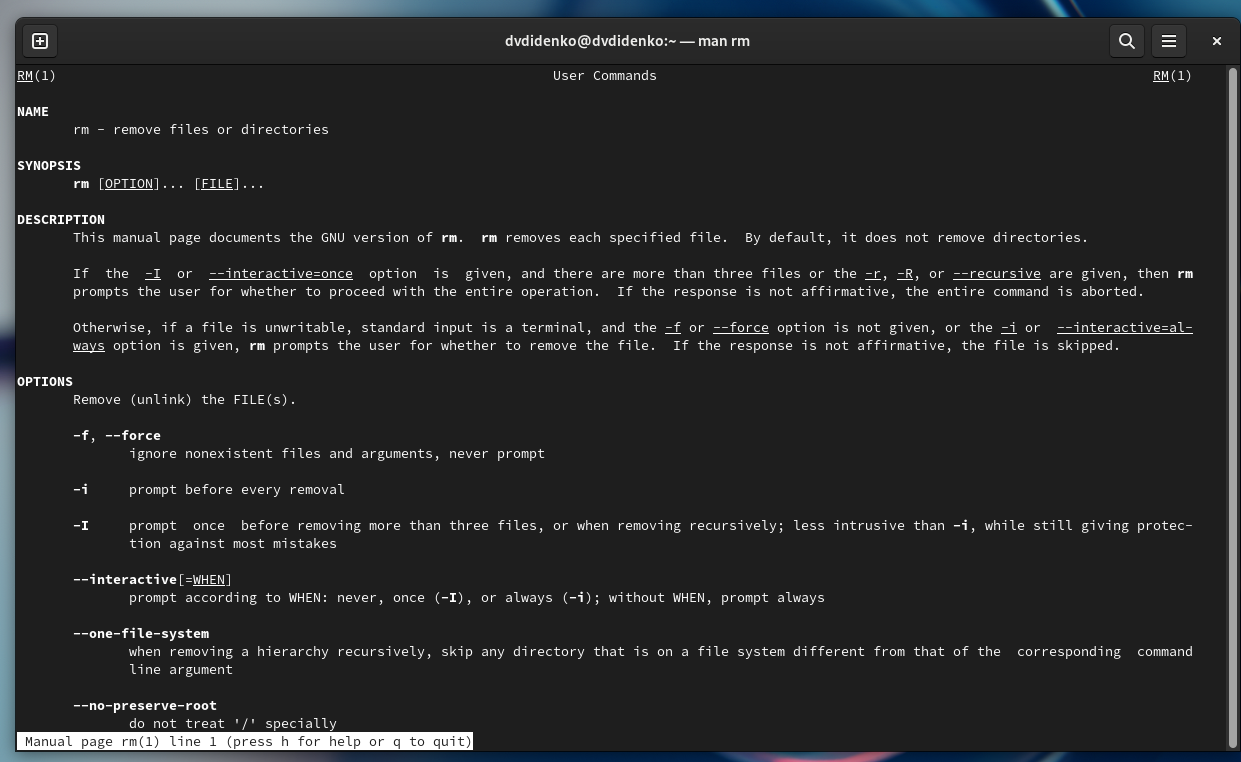 dvdidenko@dvdidenko:~ — man rm
RM(1) User Commands RM(1)
NAME
rm - remove files or directories
SYNOPSIS
rm [OPTION]... [FILE]...
DESCRIPTION
This manual page documents the GNU version of rm.  rm removes each specified file.  By default, it does not remove directories.
If  the  -I  or  --interactive=once  option  is  given, and there are more than three files or the -r, -R, or --recursive are given, then rm
prompts the user for whether to proceed with the entire operation.  If the response is not affirmative, the entire command is aborted.
Otherwise, if a file is unwritable, standard input is a terminal, and the -f or --force option is not given, or the -i or  --interactive=al-
ways option is given, rm prompts the user for whether to remove the file.  If the response is not affirmative, the file is skipped.
OPTIONS
Remove (unlink) the FILE(s).
-f, --force
ignore nonexistent files and arguments, never prompt
-i     prompt before every removal
-I     prompt  once  before removing more than three files, or when removing recursively; less intrusive than -i, while still giving protec-
tion against most mistakes
--interactive[=WHEN]
prompt according to WHEN: never, once (-I), or always (-i); without WHEN, prompt always
--one-file-system
when removing a hierarchy recursively, skip any directory that is on a file system different from that of the  corresponding  command
line argument
--no-preserve-root
do not treat '/' specially
Manual page rm(1) line 1 (press h for help or q to quit)